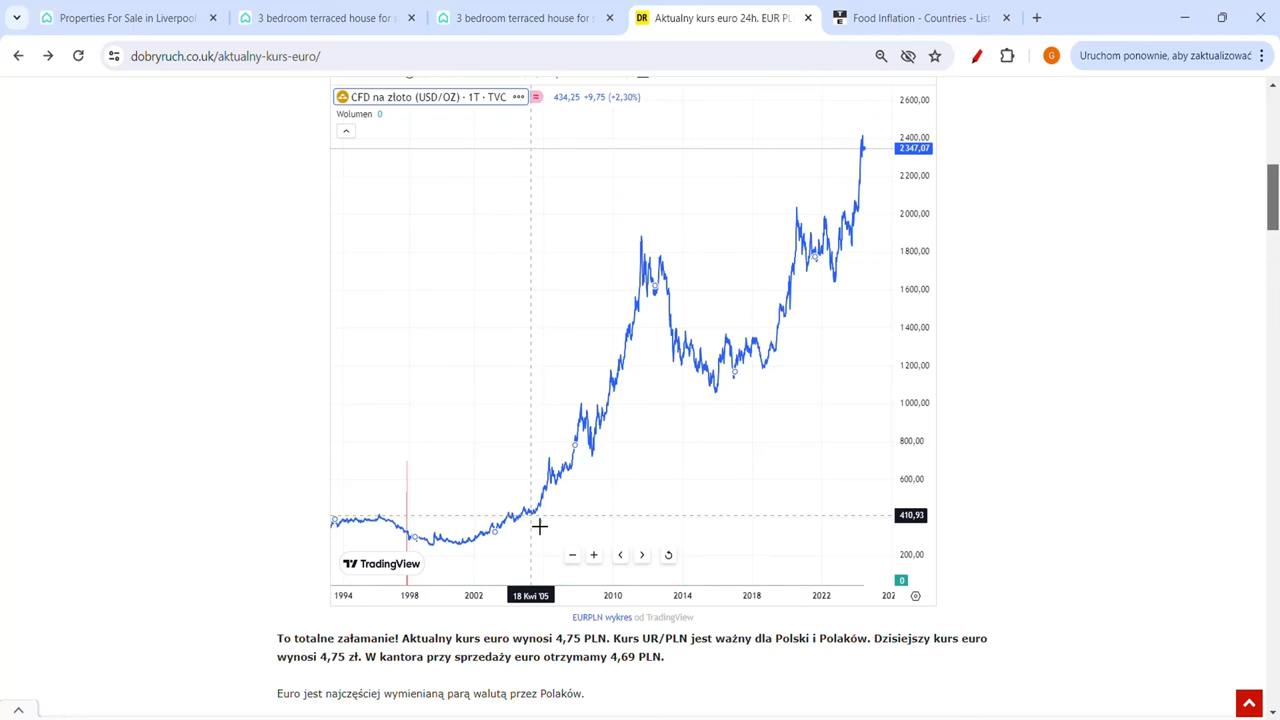 Properties For Sale in Liverpool
3 bedroom terraced house for s
3 bedroom terraced house for s
DR Aktualny kurs euro 24h. EUR PL
TE Food Inflation - Countries - List
dobryruch.co.uk/aktualny-kurs-euro/
G
Uruchom ponownie, aby zaktualizować
CFD na złoto (USD/OZ) · 1T · TVC
434,25 +9,75 (+2,30%)
Wolumen 0
2 600,00
2 400,00
2 347,07
2 200,00
2 000,00
1 800,00
1 600,00
1 400,00
1 200,00
1 000,00
800,00
600,00
410,93
200,00
0
TradingView
1994
1998
2002
18 Kwi '05
2010
2014
2018
2022
202
EURPLN wykres od TradingView
To totalne załamanie! Aktualny kurs euro wynosi 4,75 PLN. Kurs UR/PLN jest ważny dla Polski i Polaków. Dzisiejszy kurs euro
wynosi 4,75 zł. W kantora przy sprzedaży euro otrzymamy 4,69 PLN.
Euro jest najczęściej wymienianą parą walutą przez Polaków.